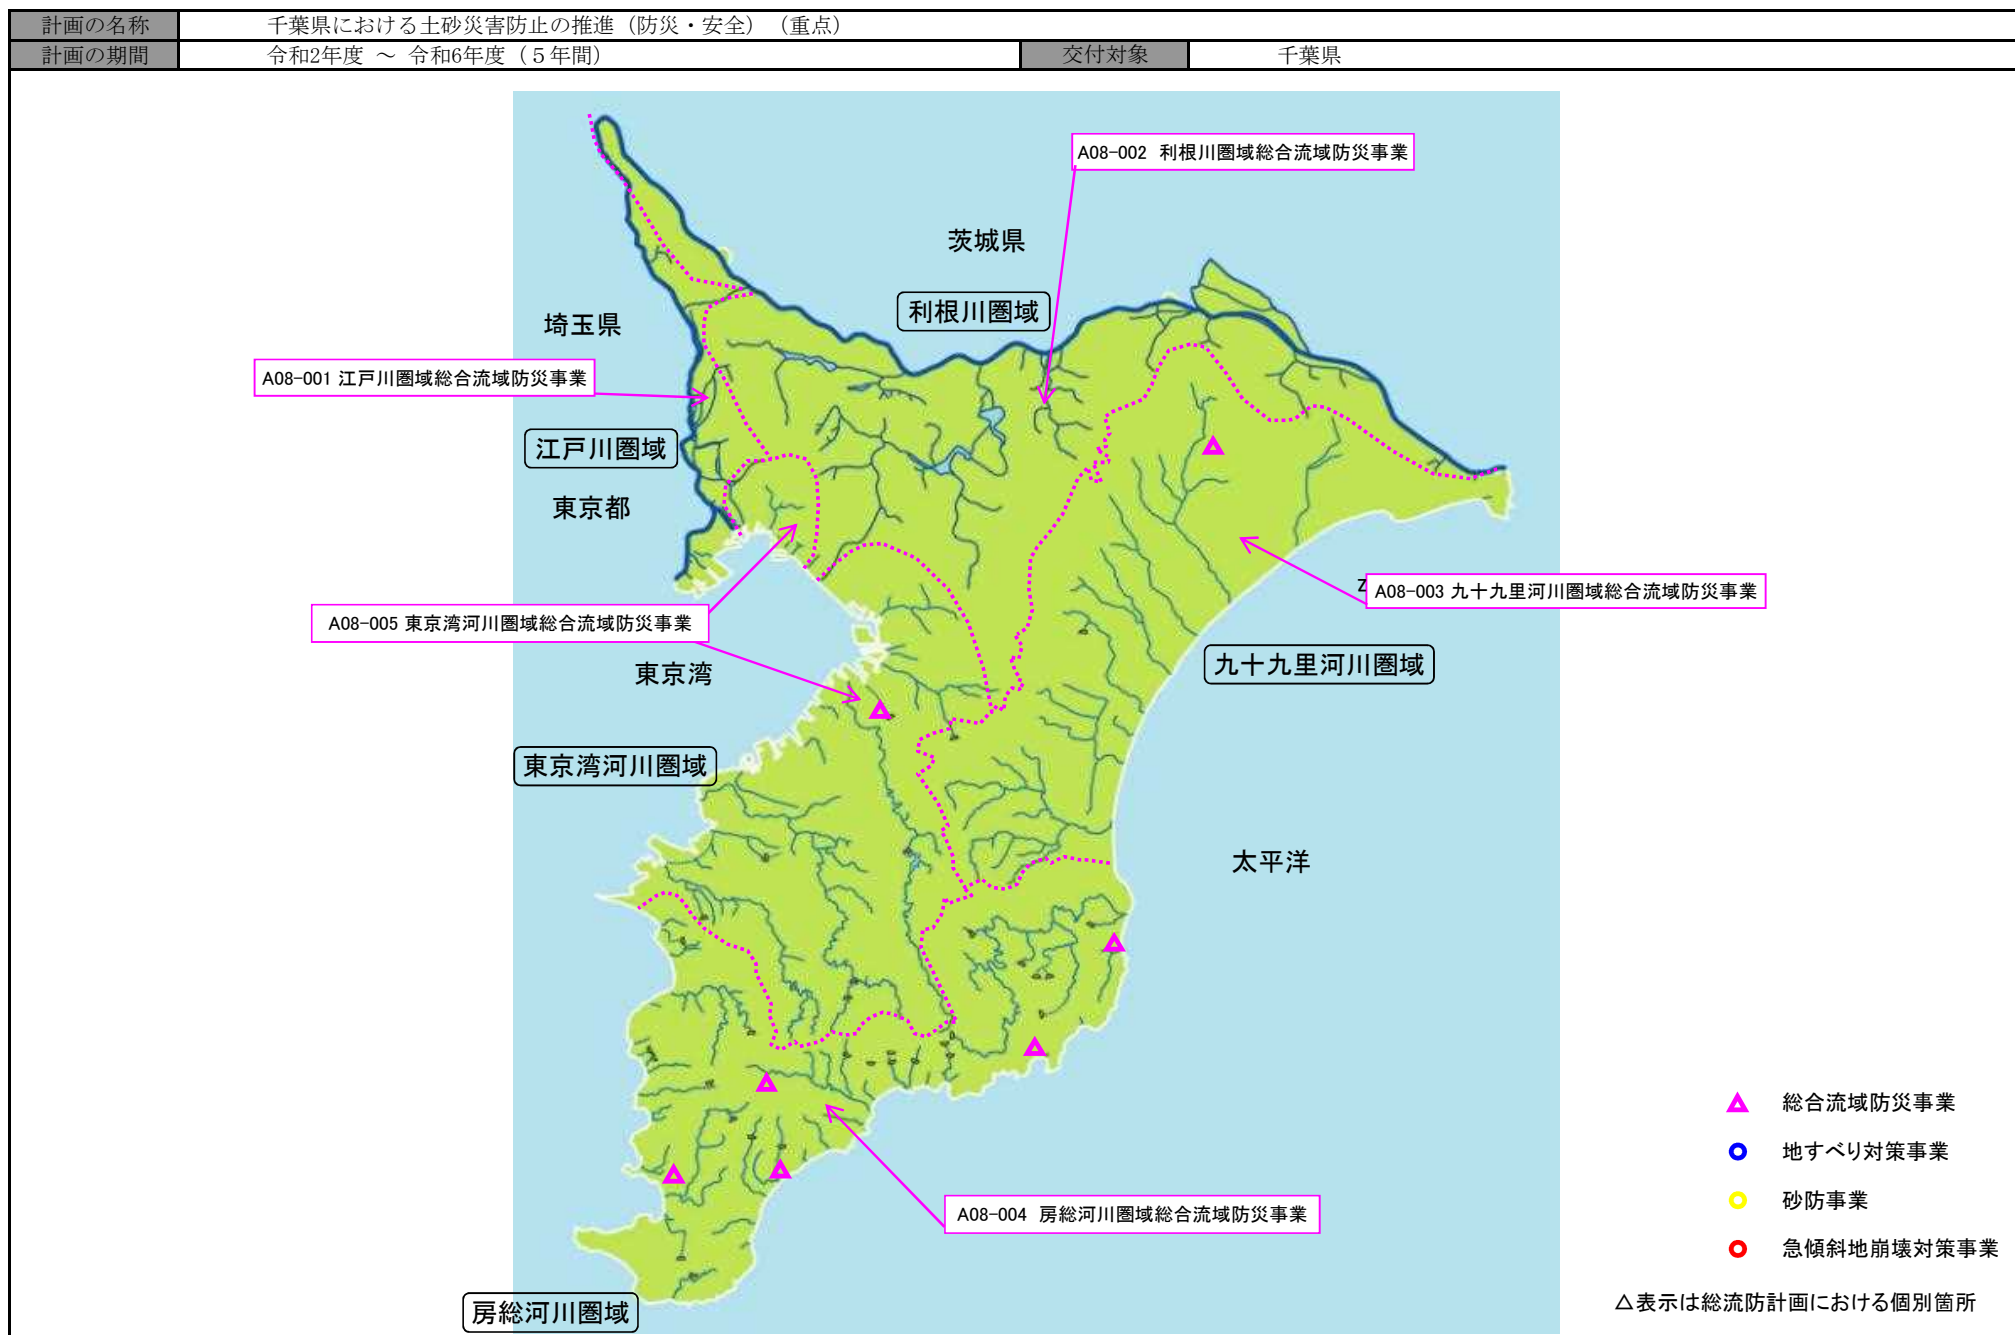 計画の名称 千葉県における土砂災害防止の推進（防災・安全）（重点）
計画の期間 令和2年度 ～ 令和6年度（５年間） 交付対象 千葉県
A08-002 利根川圏域総合流域防災事業
茨城県
利根川圏域
埼玉県
A08-001 江戸川圏域総合流域防災事業
江戸川圏域
東京都
A08-003 九十九里河川圏域総合流域防災事業
A08-005 東京湾河川圏域総合流域防災事業
東京湾
九十九里河川圏域
東京湾河川圏域
太平洋
総合流域防災事業
地すべり対策事業
砂防事業
A08-004 房総河川圏域総合流域防災事業
急傾斜地崩壊対策事業
房総河川圏域
△表示は総流防計画における個別箇所